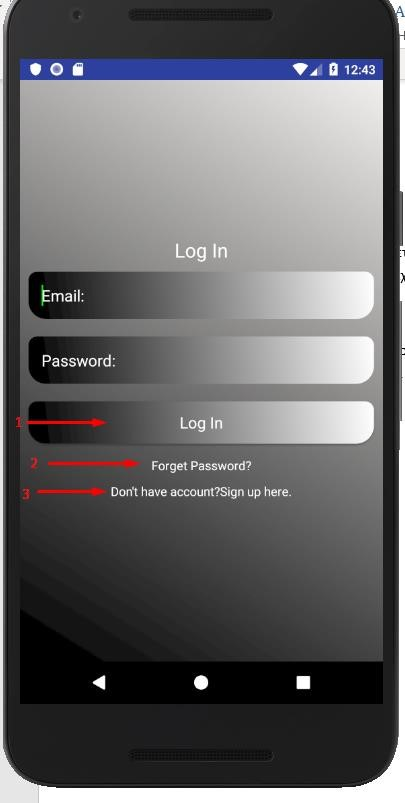 12:43
Log In
Email:
Password:
1
Log In
2
Forget Password?
3
Don't have account?Sign up here.